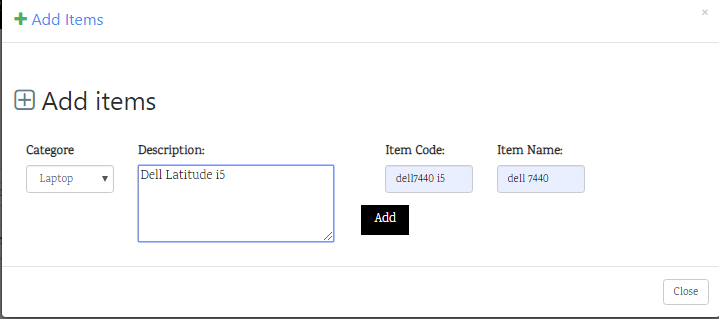 Add Items
×
Add items
Categore Description: Item Code: Item Name:
Laptop Dell Latitude i5 dell7440 i5 dell 7440
Add
Close